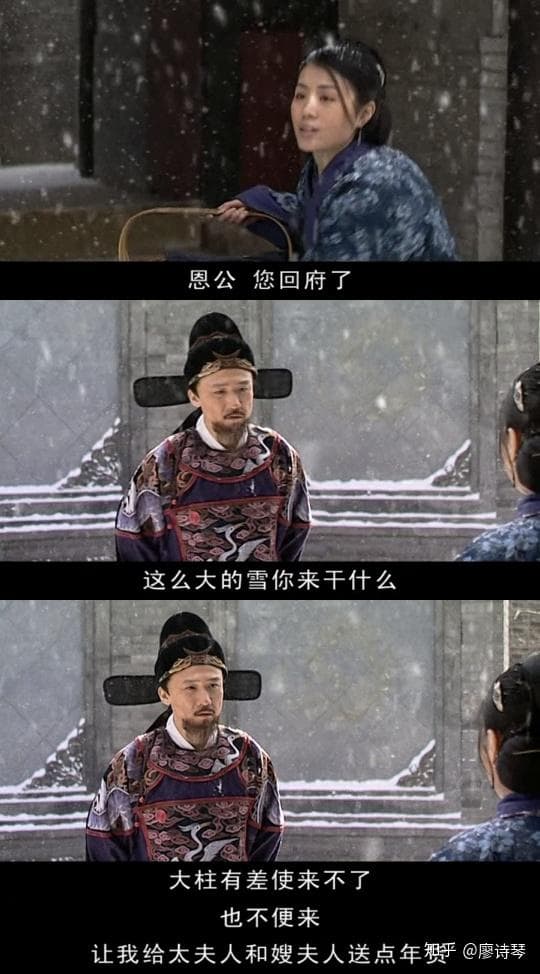 恩公 您回府了
这么大的雪你来干什么
大柱有差使来不了
也不便来
让我给太夫人和嫂夫人送点年货
知乎 @廖诗琴